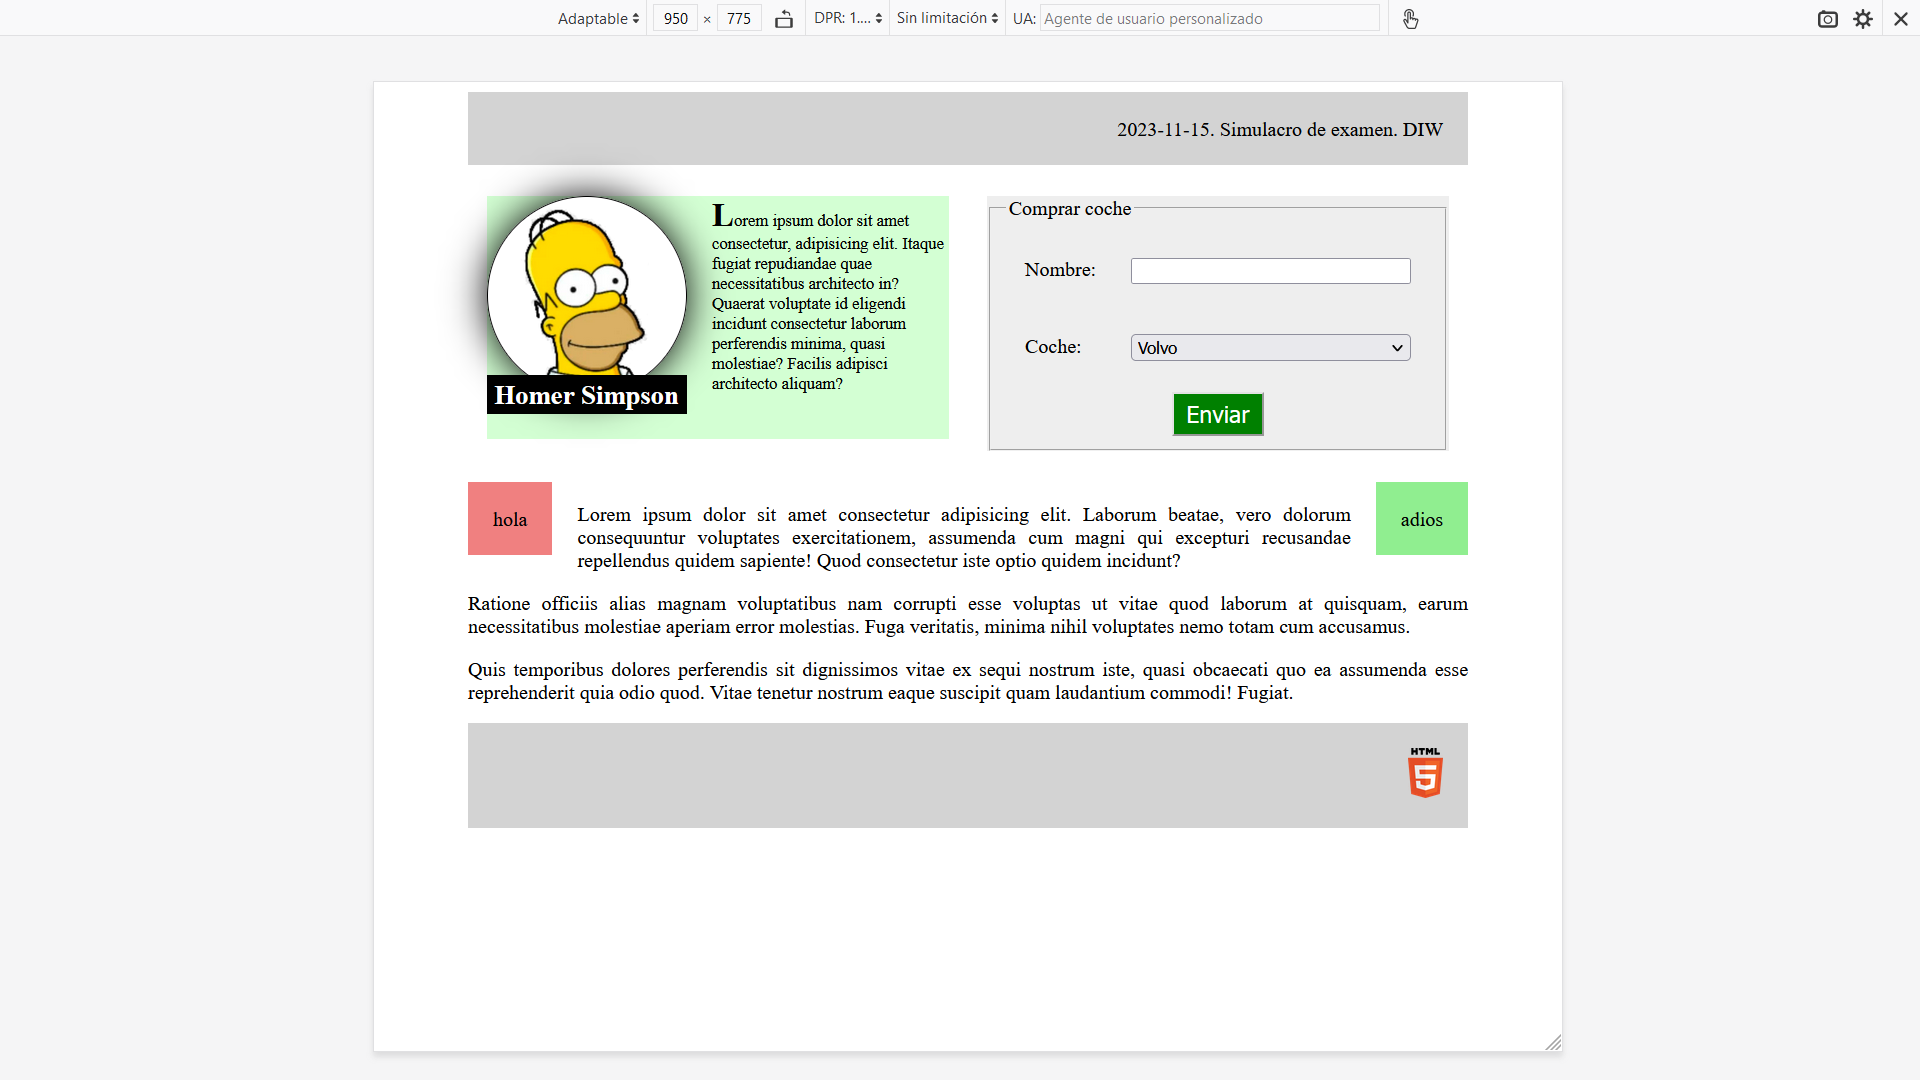 Adaptable 950 × 775 DPR: 1.... Sin limitación UA: Agente de usuario personalizado
2023-11-15. Simulacro de examen. DIW
Homer Simpson
Lorem ipsum dolor sit amet
consectetur, adipisicing elit. Itaque
fugiat repudiandae quae
necessitatibus architecto in?
Quaerat voluptate id eligendi
incidunt consectetur laborum
perferendis minima, quasi
molestiae? Facilis adipisci
architecto aliquam?
Comprar coche
Nombre:
Coche: Volvo
Enviar
hola
Lorem ipsum dolor sit amet consectetur adipisicing elit. Laborum beatae, vero dolorum
consequuntur voluptates exercitationem, assumenda cum magni qui excepturi recusandae
repellendus quidem sapiente! Quod consectetur iste optio quidem incidunt?
adios
Ratione officiis alias magnam voluptatibus nam corrupti esse voluptas ut vitae quod laborum at quisquam, earum
necessitatibus molestiae aperiam error molestias. Fuga veritatis, minima nihil voluptates nemo totam cum accusamus.
Quis temporibus dolores perferendis sit dignissimos vitae ex sequi nostrum iste, quasi obcaecati quo ea assumenda esse
reprehenderit quia odio quod. Vitae tenetur nostrum eaque suscipit quam laudantium commodi! Fugiat.
HTML
5